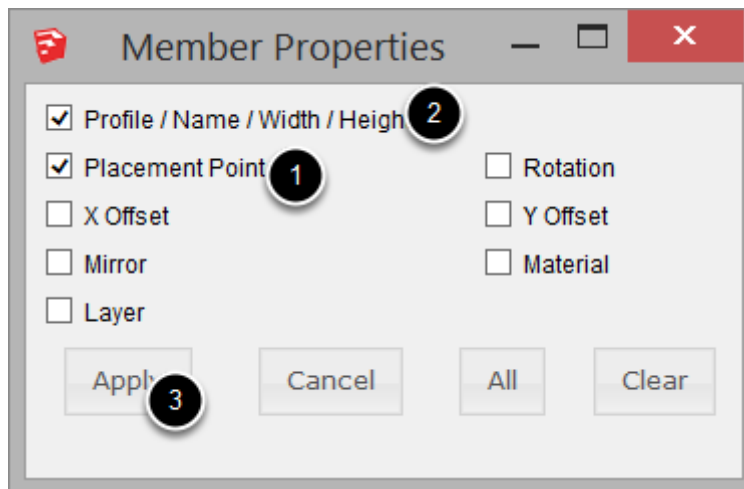 Member Properties
Profile / Name / Width / Heigh 2
Placement Point 1 Rotation
X Offset Y Offset
Mirror Material
Layer
Apply Cancel All Clear
3